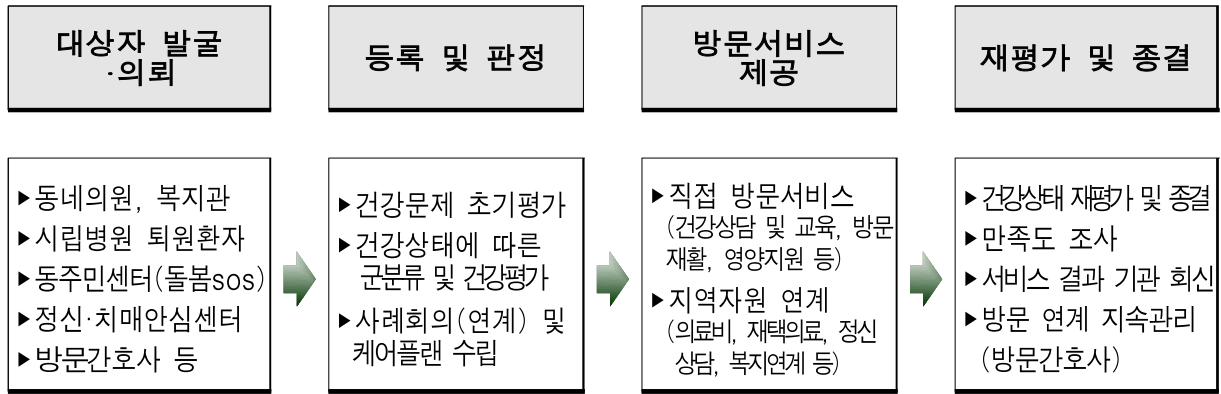 대상자 발굴
·의뢰
등록 및 판정
방문서비스
제공
재평가 및 종결
▶동네의원, 복지관
▶시립병원 퇴원환자
▶동주민센터(돌봄sos)
▶정신·치매안심센터
▶방문간호사 등
▶건강문제 초기평가
▶건강상태에 따른
군분류 및 건강평가
▶사례회의(연계) 및
케어플랜 수립
▶직접 방문서비스
(건강상담 및 교육, 방문
재활, 영양지원 등)
▶지역자원 연계
(의료비, 재택의료, 정신
상담, 복지연계 등)
▶건강상태 재평가 및 종결
▶만족도 조사
▶서비스 결과 기관 회신
▶방문 연계 지속관리
(방문간호사)